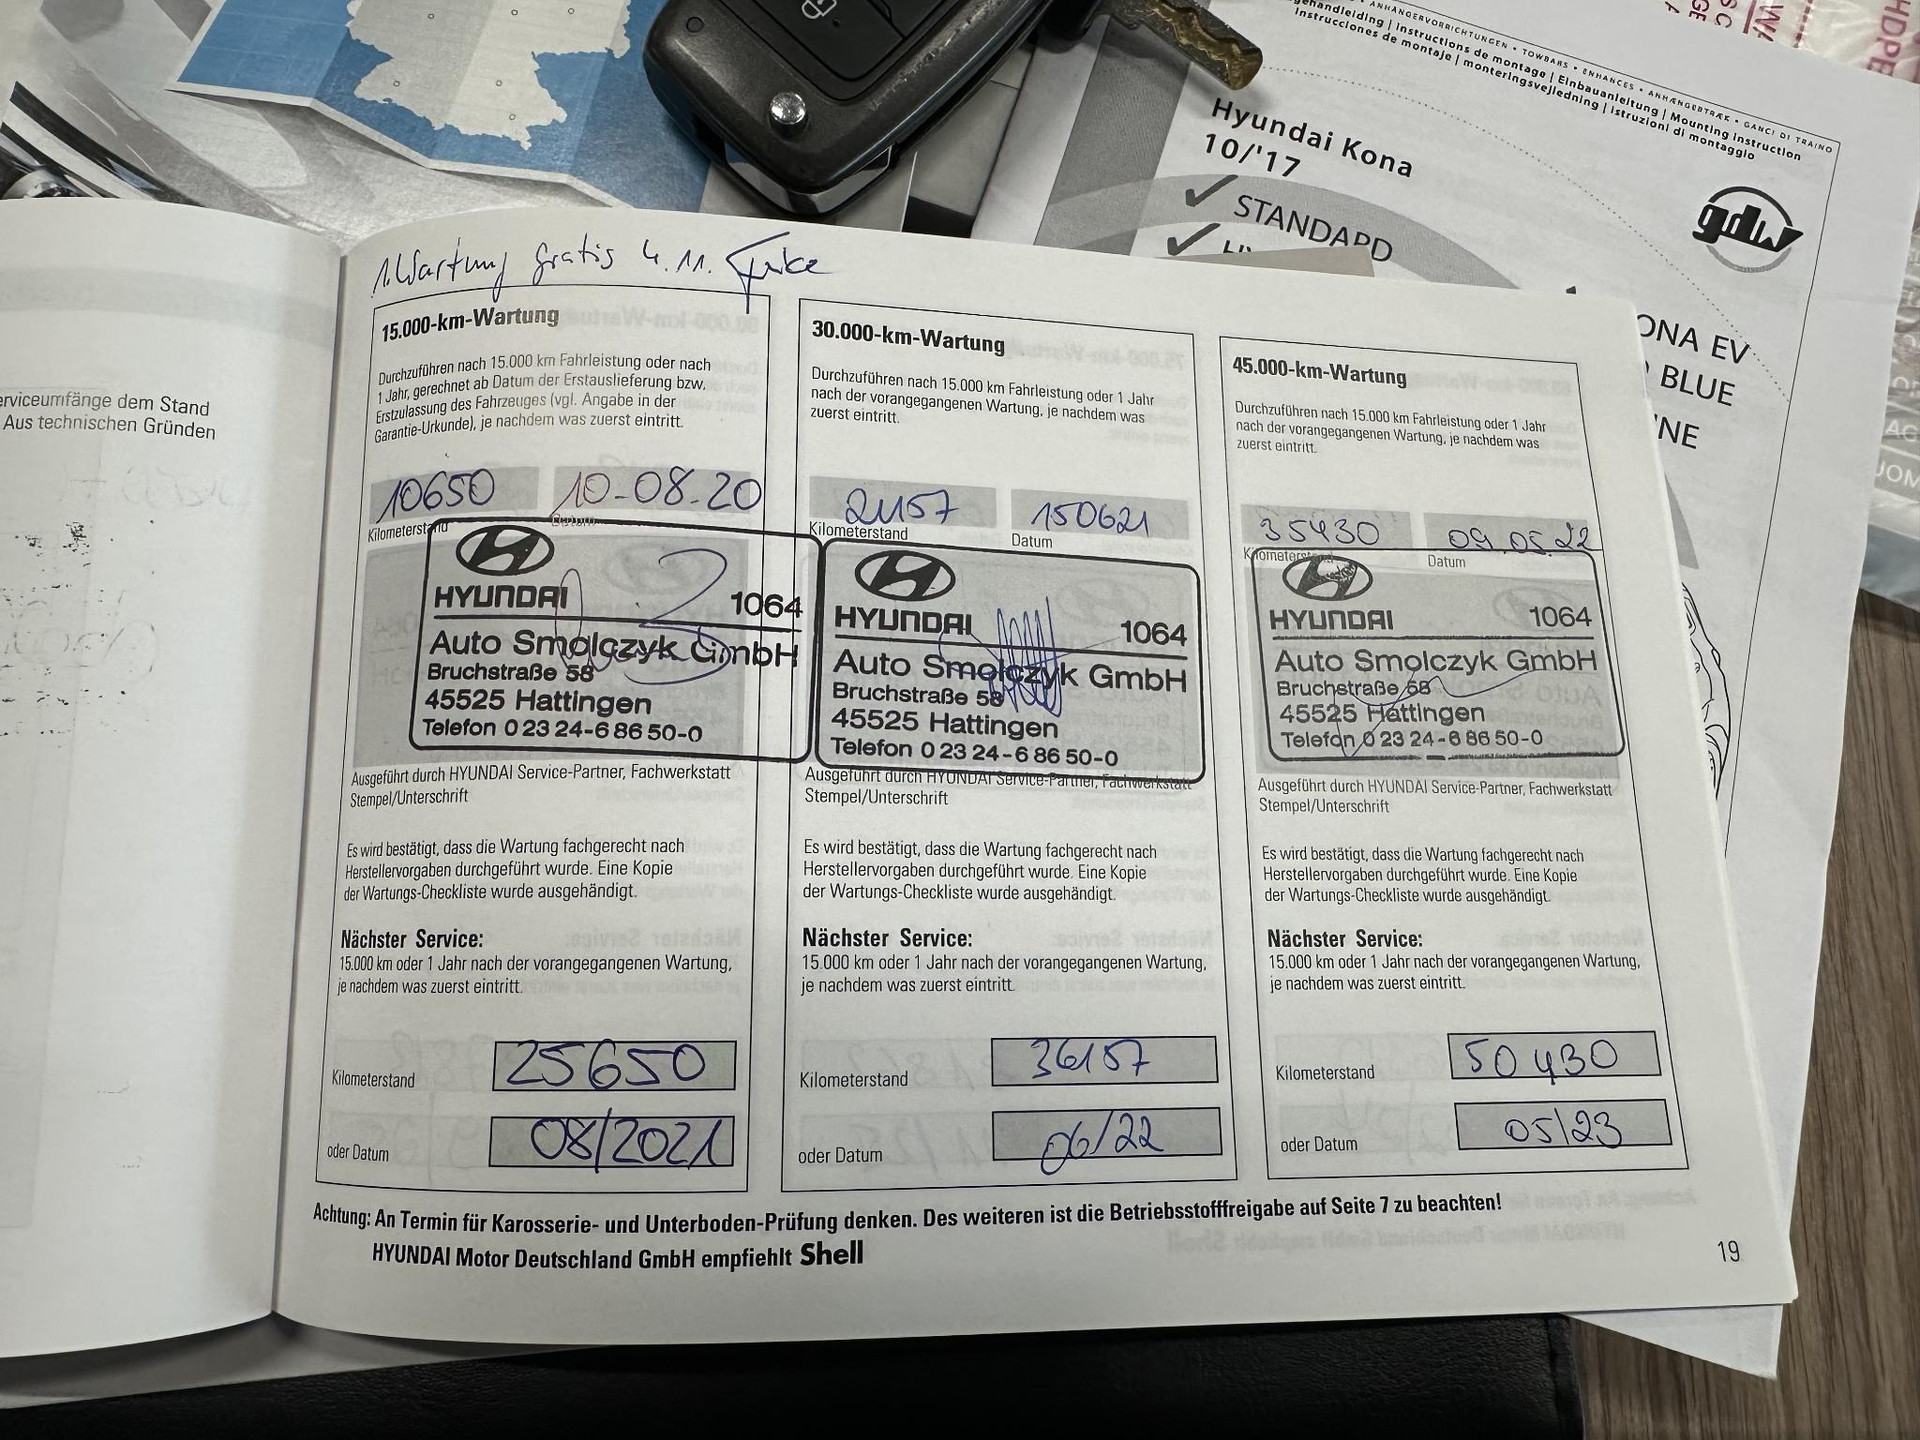 ANHÄNGERVORRICHTUNGEN • TOWBARS • ENHANCES • ANHÆNGERTRÆK • GANCI DI TRAINO
Instructions de montage | Einbauanleitung | Mounting instruction
Instrucciones de montaje | monteringsvejledning | Istruzioni di montaggio
Hyundai Kona
10/'17
STANDARD
gdw
ONA EV
BLUE
'NE
HDPE
erviceumfänge dem Stand
Aus technischen Gründen
1. Wartung gratis 4.11.
15.000-km-Wartung
Durchzuführen nach 15.000 km Fahrleistung oder nach
1 Jahr, gerechnet ab Datum der Erstauslieferung bzw.
Erstzulassung des Fahrzeuges (vgl. Angabe in der
Garantie-Urkunde), je nachdem was zuerst eintritt.
10650 10-08.20
Kilometerstand Datum
HYUNDAI 1064
Auto Smolczyk GmbH
Bruchstraße 58
45525 Hattingen
Telefon 0 23 24-6 86 50-0
Ausgeführt durch HYUNDAI Service-Partner, Fachwerkstatt
Stempel/Unterschrift
Es wird bestätigt, dass die Wartung fachgerecht nach
Herstellervorgaben durchgeführt wurde. Eine Kopie
der Wartungs-Checkliste wurde ausgehändigt.
Nächster Service:
15.000 km oder 1 Jahr nach der vorangegangenen Wartung,
je nachdem was zuerst eintritt.
Kilometerstand 25650
oder Datum 08/2021
30.000-km-Wartung
Durchzuführen nach 15.000 km Fahrleistung oder 1 Jahr
nach der vorangegangenen Wartung, je nachdem was
zuerst eintritt.
21157 150621
Kilometerstand Datum
HYUNDAI 1064
Auto Smolczyk GmbH
Bruchstraße 58
45525 Hattingen
Telefon 0 23 24-6 86 50-0
Ausgeführt durch HYUNDAI Service-Partner, Fachwerkstatt
Stempel/Unterschrift
Es wird bestätigt, dass die Wartung fachgerecht nach
Herstellervorgaben durchgeführt wurde. Eine Kopie
der Wartungs-Checkliste wurde ausgehändigt.
Nächster Service:
15.000 km oder 1 Jahr nach der vorangegangenen Wartung,
je nachdem was zuerst eintritt.
Kilometerstand 36157
oder Datum 06/22
45.000-km-Wartung
Durchzuführen nach 15.000 km Fahrleistung oder 1 Jahr
nach der vorangegangenen Wartung, je nachdem was
zuerst eintritt.
35430 09.05.22
Kilometerstand Datum
HYUNDAI 1064
Auto Smolczyk GmbH
Bruchstraße 58
45525 Hattingen
Telefon 0 23 24-6 86 50-0
Ausgeführt durch HYUNDAI Service-Partner, Fachwerkstatt
Stempel/Unterschrift
Es wird bestätigt, dass die Wartung fachgerecht nach
Herstellervorgaben durchgeführt wurde. Eine Kopie
der Wartungs-Checkliste wurde ausgehändigt.
Nächster Service:
15.000 km oder 1 Jahr nach der vorangegangenen Wartung,
je nachdem was zuerst eintritt.
Kilometerstand 50430
oder Datum 05/23
Achtung: An Termin für Karosserie- und Unterboden-Prüfung denken. Des weiteren ist die Betriebsstofffreigabe auf Seite 7 zu beachten!
HYUNDAI Motor Deutschland GmbH empfiehlt Shell
19